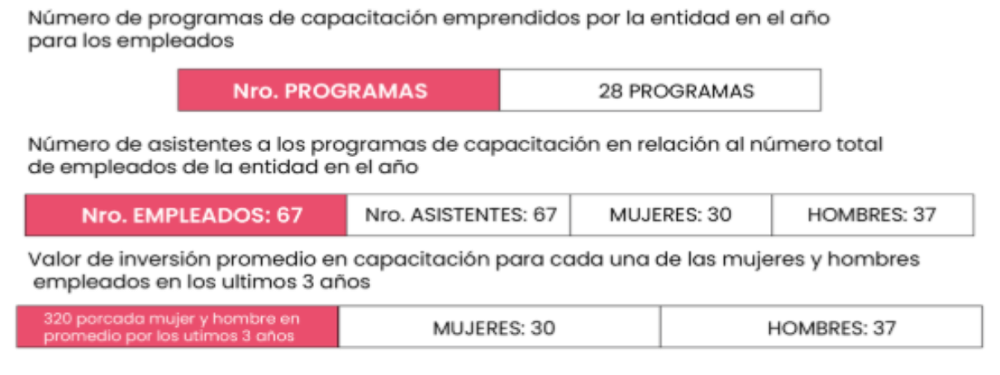 Número de programas de capacitación emprendidos por la entidad en el año
para los empleados
Nro. PROGRAMAS 28 PROGRAMAS
Número de asistentes a los programas de capacitación en relación al número total
de empleados de la entidad en el año
Nro. EMPLEADOS: 67 Nro. ASISTENTES: 67 MUJERES: 30 HOMBRES: 37
Valor de inversión promedio en capacitación para cada una de las mujeres y hombres
empleados en los ultimos 3 años
320 porcada mujer y hombre en
promedio por los utimos 3 años
MUJERES: 30 HOMBRES: 37